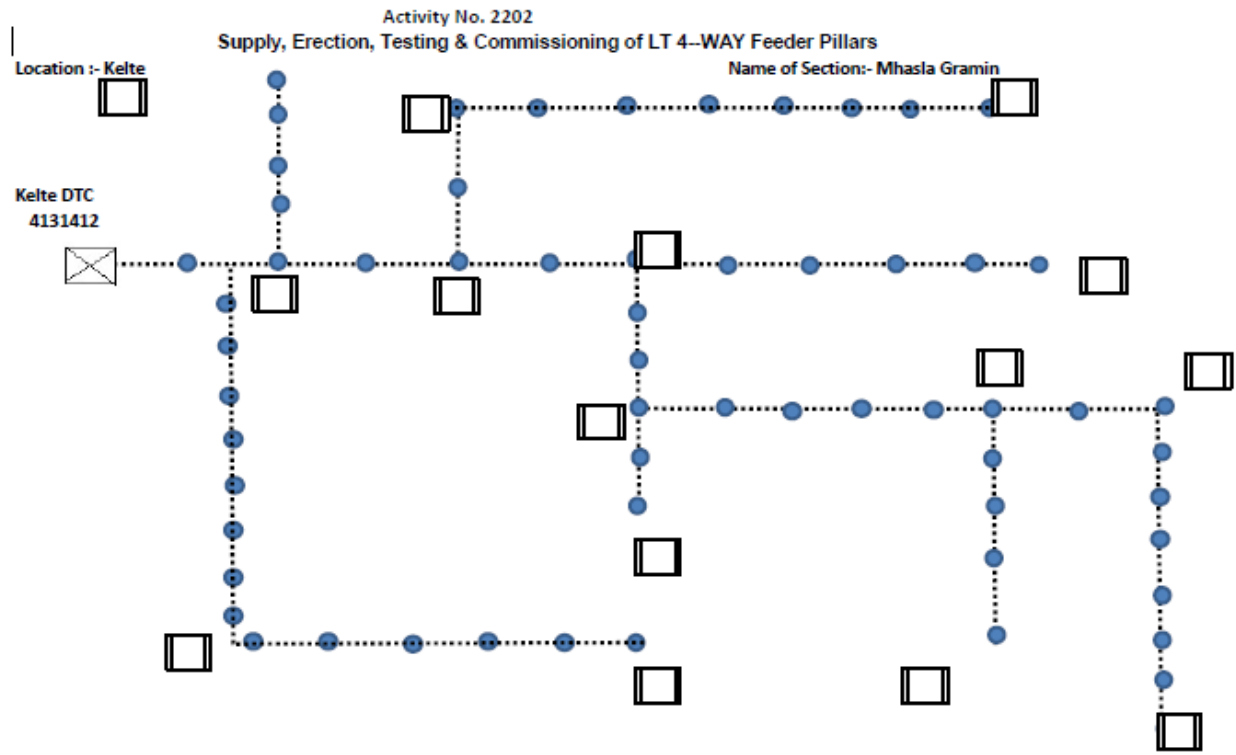 Activity No. 2202
Supply, Erection, Testing & Commissioning of LT 4--WAY Feeder Pillars
Location :- Kelte
Name of Section:- Mhasla Gramin
Kelte DTC
4131412